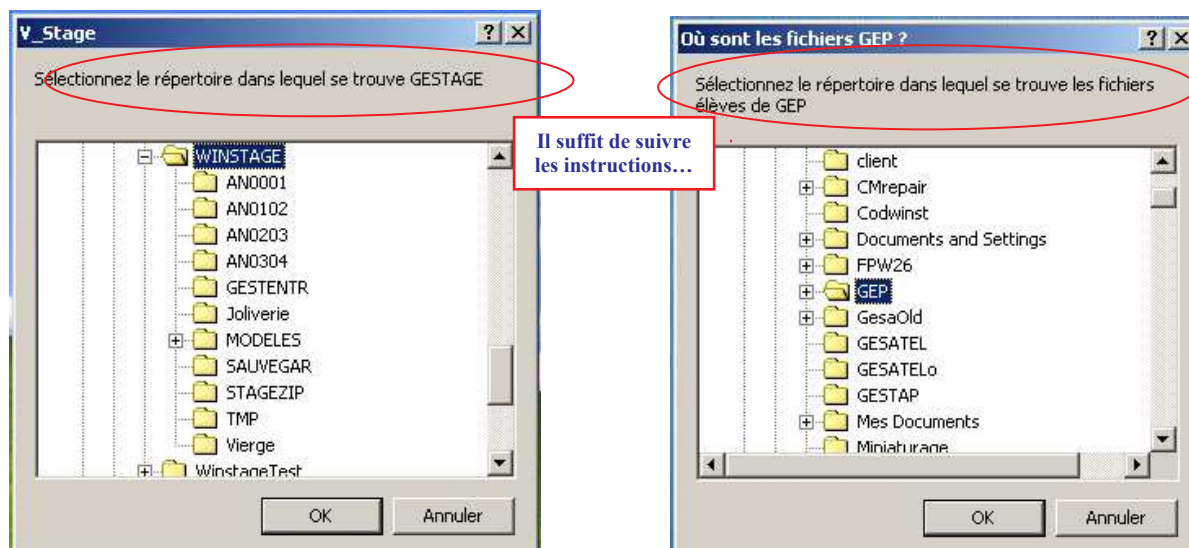 V_Stage
Sélectionnez le répertoire dans lequel se trouve GESTAGE
WINSTAGE
AN0001
AN0102
AN0203
AN0304
GESTENTR
Joliverie
MODELES
SAUVEGAR
STAGEZIP
TMP
Vierge
WinstageTest
OK
Annuler
Il suffit de suivre
les instructions…
Où sont les fichiers GEP ?
Sélectionnez le répertoire dans lequel se trouve les fichiers
élèves de GEP
client
CMrepair
Codwinst
Documents and Settings
FPW26
GEP
GesaOld
GESATEL
GESATELo
GESTAP
Mes Documents
Miniaturage
OK
Annuler